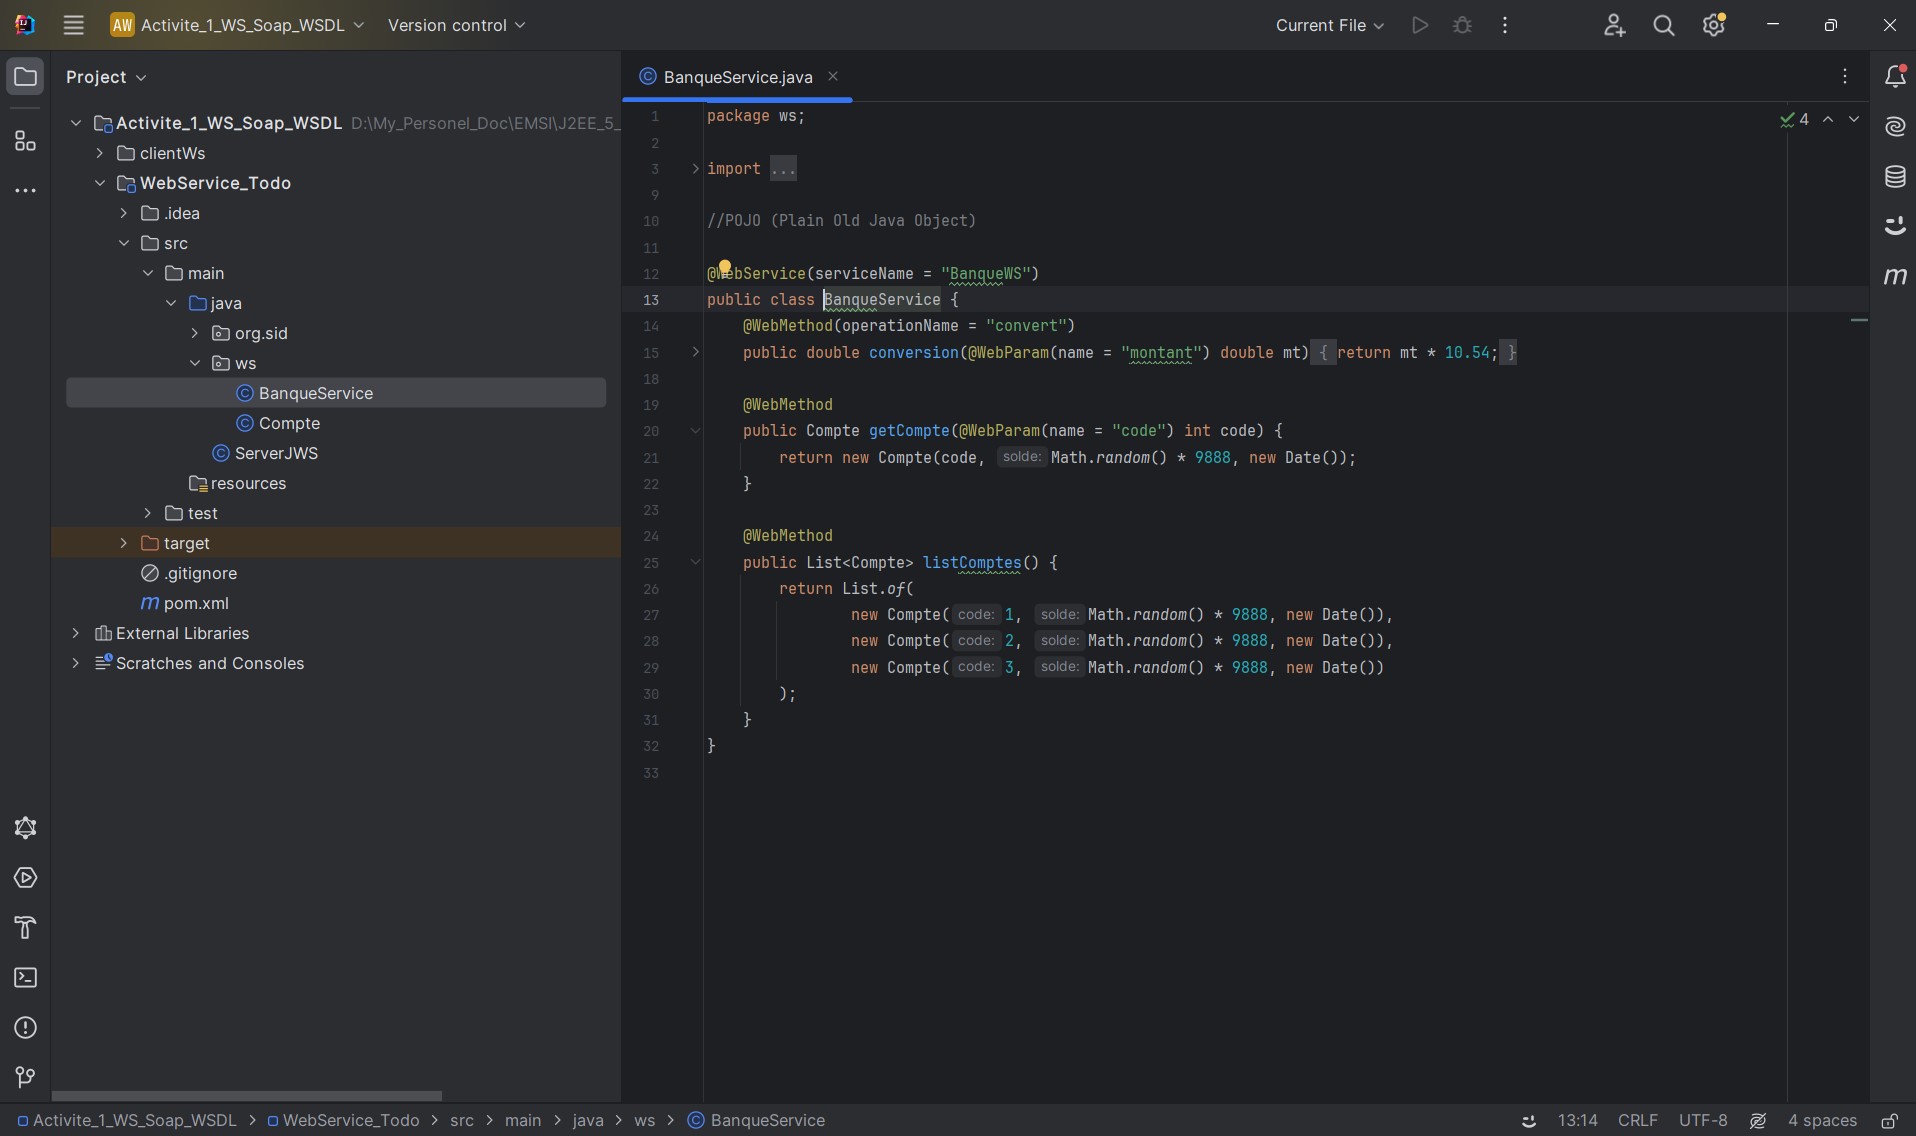 AW Activite_1_WS_Soap_WSDL Version control Current File
Project
BanqueService.java
Activite_1_WS_Soap_WSDL D:\My_Personel_Doc\EMSI\J2EE_5_
clientWs
WebService_Todo
.idea
src
main
java
org.sid
ws
BanqueService
Compte
ServerJWS
resources
test
target
.gitignore
m pom.xml
External Libraries
Scratches and Consoles
4
1 package ws;
2
3 import ...
9
10 //POJO (Plain Old Java Object)
11
12 @WebService(serviceName = "BanqueWS")
13 public class BanqueService {
14 @WebMethod(operationName = "convert")
15 public double conversion(@WebParam(name = "montant") double mt) { return mt * 10.54; }
18
19 @WebMethod
20 public Compte getCompte(@WebParam(name = "code") int code) {
21 return new Compte(code, solde: Math.random() * 9888, new Date());
22 }
23
24 @WebMethod
25 public List<Compte> listComptes() {
26 return List.of(
27 new Compte( code: 1, solde: Math.random() * 9888, new Date()),
28 new Compte( code: 2, solde: Math.random() * 9888, new Date()),
29 new Compte( code: 3, solde: Math.random() * 9888, new Date())
30 );
31 }
32 }
33
m
Activite_1_WS_Soap_WSDL > WebService_Todo > src > main > java > ws > BanqueService
13:14 CRLF UTF-8 4 spaces